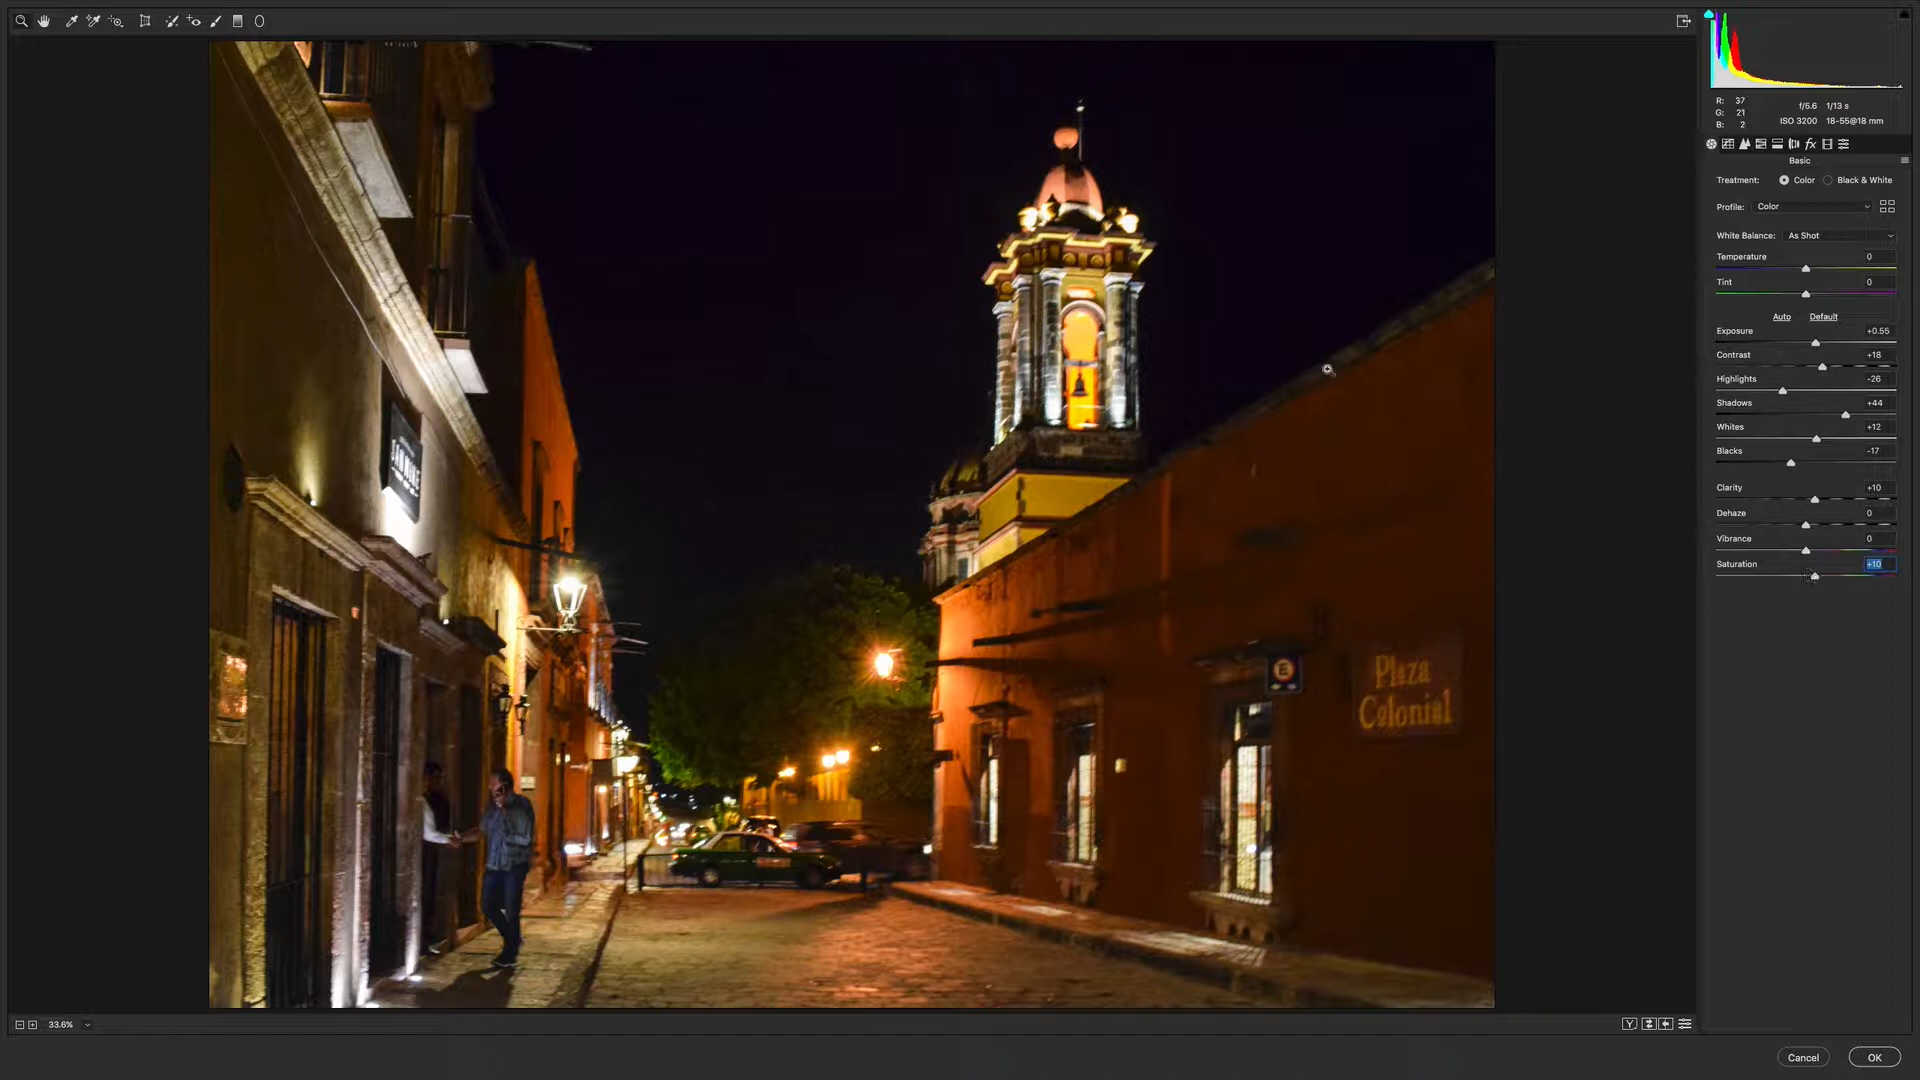 R: 37
G: 21
B: 2
f/5.6 1/13 s
ISO 3200 18-55@18 mm
Basic
Treatment: Color Black & White
Profile: Color
White Balance: As Shot
Temperature 0
Tint 0
Auto Default
Exposure +0.55
Contrast +18
Highlights -26
Shadows +44
Whites +12
Blacks -17
Clarity +10
Dehaze 0
Vibrance 0
Saturation +10
E
Plaza
Colonial
33.6%
Y
Cancel OK